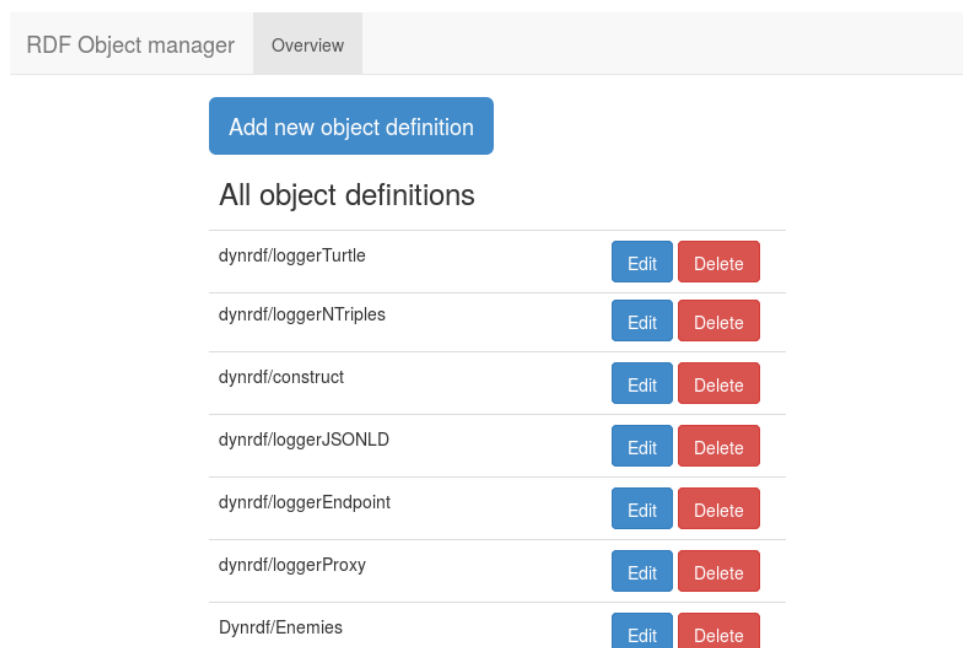 RDF Object manager Overview
Add new object definition
All object definitions
dynrdf/loggerTurtle Edit Delete
dynrdf/loggerNTriples Edit Delete
dynrdf/construct Edit Delete
dynrdf/loggerJSONLD Edit Delete
dynrdf/loggerEndpoint Edit Delete
dynrdf/loggerProxy Edit Delete
Dynrdf/Enemies Edit Delete